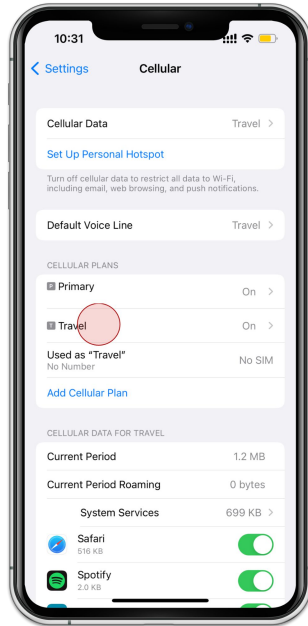 10:31
Settings
Cellular
Cellular Data
Travel
Set Up Personal Hotspot
Turn off cellular data to restrict all data to Wi-Fi,
including email, web browsing, and push notifications.
Default Voice Line
Travel
CELLULAR PLANS
P Primary
On
T Travel
On
Used as “Travel”
No Number
No SIM
Add Cellular Plan
CELLULAR DATA FOR TRAVEL
Current Period
1.2 MB
Current Period Roaming
0 bytes
System Services
699 KB
Safari
516 KB
Spotify
2.0 KB